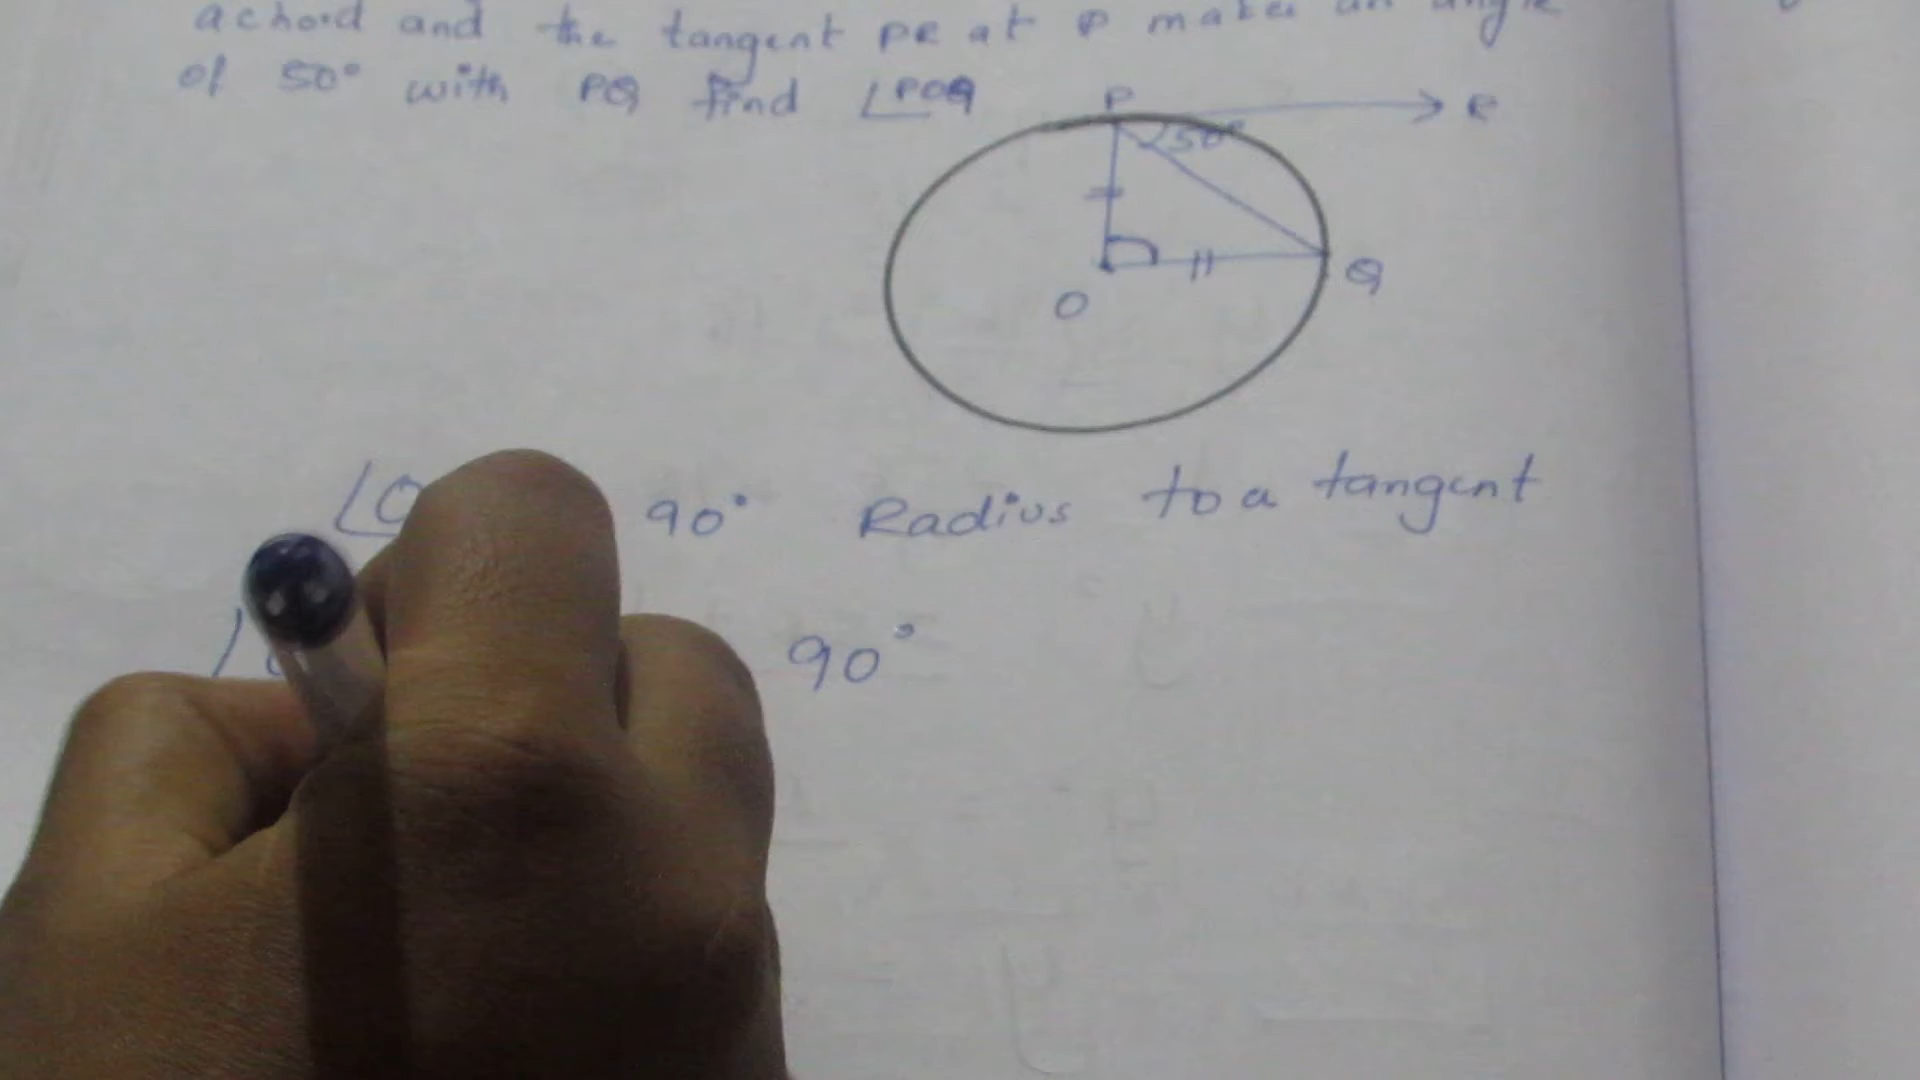 a chord and the tangent PR at P makes an angle
of 50° with PQ find ∠POQ
P
R
50°
O
Q
90° Radius to a tangent
90°